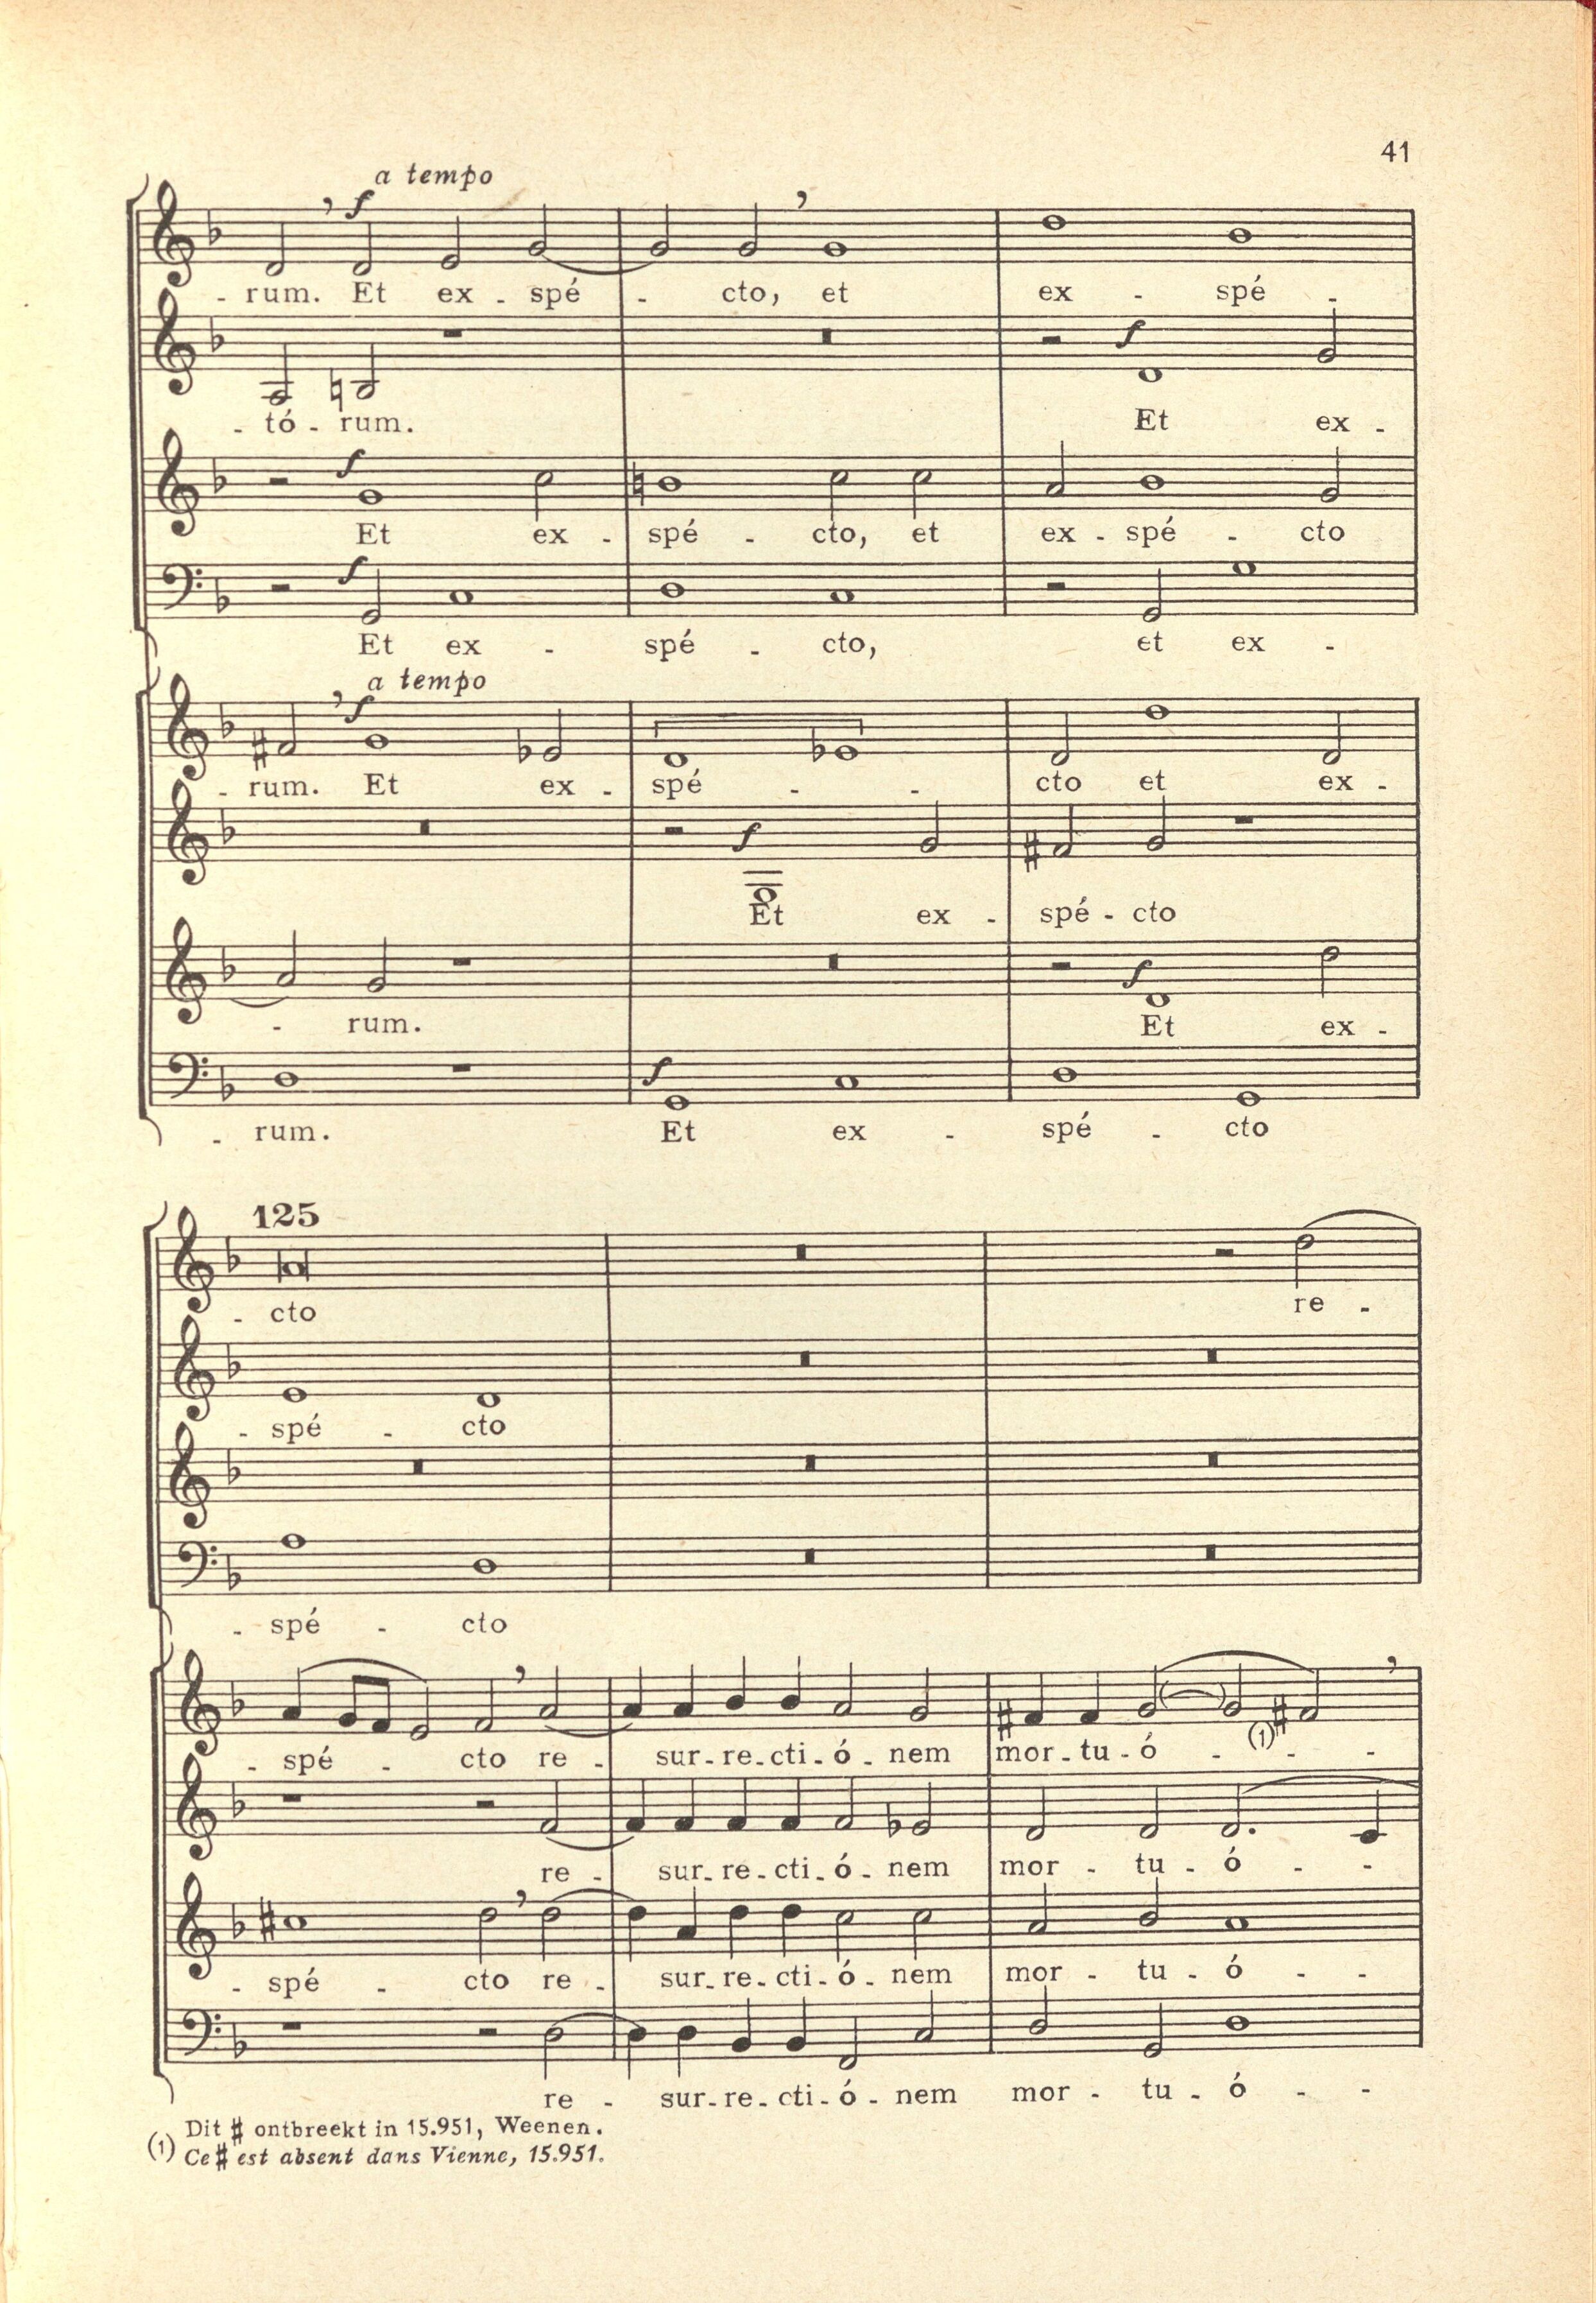 41
a tempo
f
- rum. Et ex - spé - cto, et ex - spé -
f
- tó - rum. Et ex -
f
Et ex - spé - cto, et ex - spé - cto
f
Et ex - spé - cto, et ex -
a tempo
f
- rum. Et ex - spé - - cto et ex -
f
Et ex - spé - cto
f
- rum. Et ex -
f
- rum. Et ex - spé - cto
125
- cto re -
- spé - cto
- spé - cto
- spé - cto re - sur - re - cti - ó - nem mor - tu - ó - (1) - -
re - sur - re - cti - ó - nem mor - tu - ó - -
- spé - cto re - sur - re - cti - ó - nem mor - tu - ó - -
re - sur - re - cti - ó - nem mor - tu - ó - -
(1) Dit ♯ ontbreekt in 15.951, Weenen.
Ce ♯ est absent dans Vienne, 15.951.